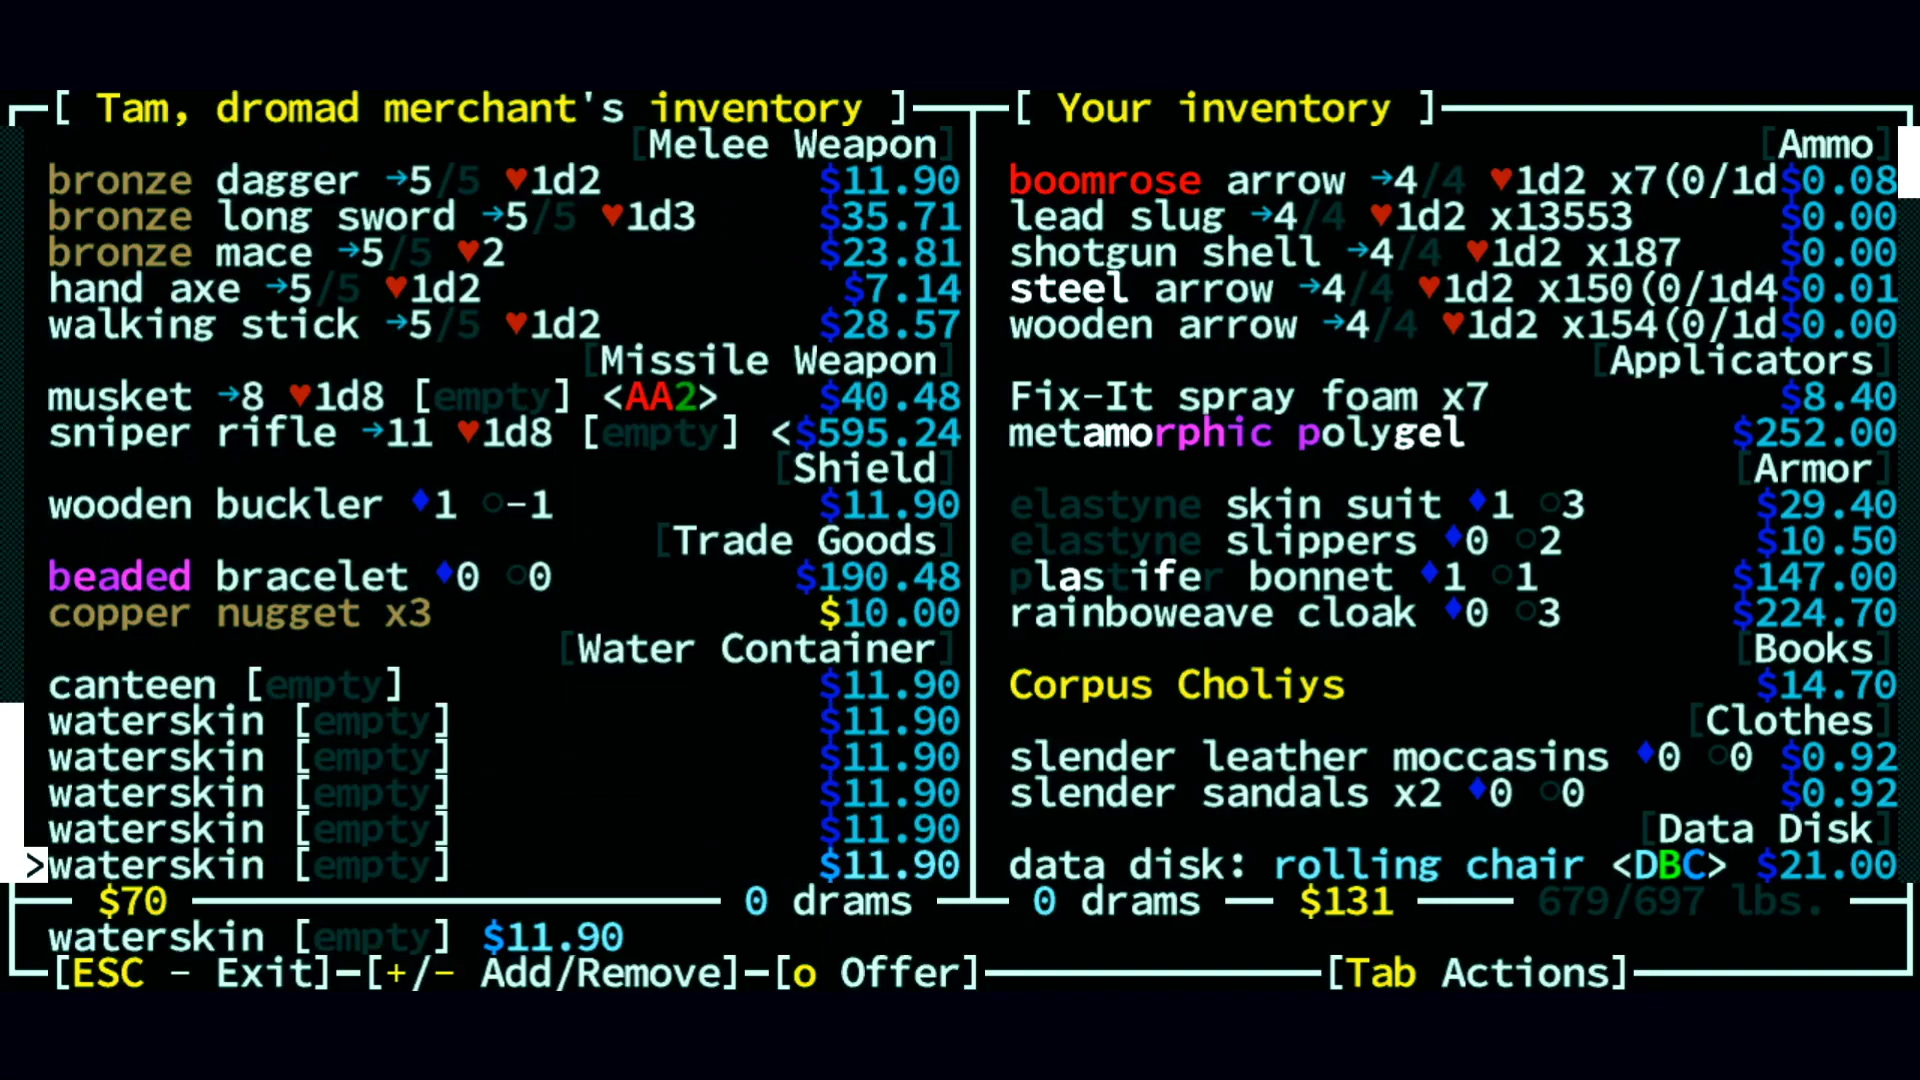 [ Tam, dromad merchant's inventory ]
[Melee Weapon]
bronze dagger →5/5 ♥1d2 $11.90
bronze long sword →5/5 ♥1d3 $35.71
bronze mace →5/5 ♥2 $23.81
hand axe →5/5 ♥1d2 $7.14
walking stick →5/5 ♥1d2 $28.57
[Missile Weapon]
musket →8 ♥1d8 [empty] <AA2> $40.48
sniper rifle →11 ♥1d8 [empty] <$595.24
[Shield]
wooden buckler ♦1 ○-1 $11.90
[Trade Goods]
beaded bracelet ♦0 ○0 $190.48
copper nugget x3 $10.00
[Water Container]
canteen [empty] $11.90
waterskin [empty] $11.90
waterskin [empty] $11.90
waterskin [empty] $11.90
waterskin [empty] $11.90
>waterskin [empty] $11.90
$70 0 drams
[ Your inventory ]
[Ammo]
boomrose arrow →4/4 ♥1d2 x7(0/1d$0.08
lead slug →4/4 ♥1d2 x13553 $0.00
shotgun shell →4/4 ♥1d2 x187 $0.00
steel arrow →4/4 ♥1d2 x150(0/1d4$0.01
wooden arrow →4/4 ♥1d2 x154(0/1d$0.00
[Applicators]
Fix-It spray foam x7 $8.40
metamorphic polygel $252.00
[Armor]
elastyne skin suit ♦1 ○3 $29.40
elastyne slippers ♦0 ○2 $10.50
plastifer bonnet ♦1 ○1 $147.00
rainboweave cloak ♦0 ○3 $224.70
[Books]
Corpus Choliys $14.70
[Clothes]
slender leather moccasins ♦0 ○0 $0.92
slender sandals x2 ♦0 ○0 $0.92
[Data Disk]
data disk: rolling chair <DBC> $21.00
0 drams $131 679/697 lbs.
waterskin [empty] $11.90
[ESC - Exit]-[+/- Add/Remove]-[o Offer] [Tab Actions]